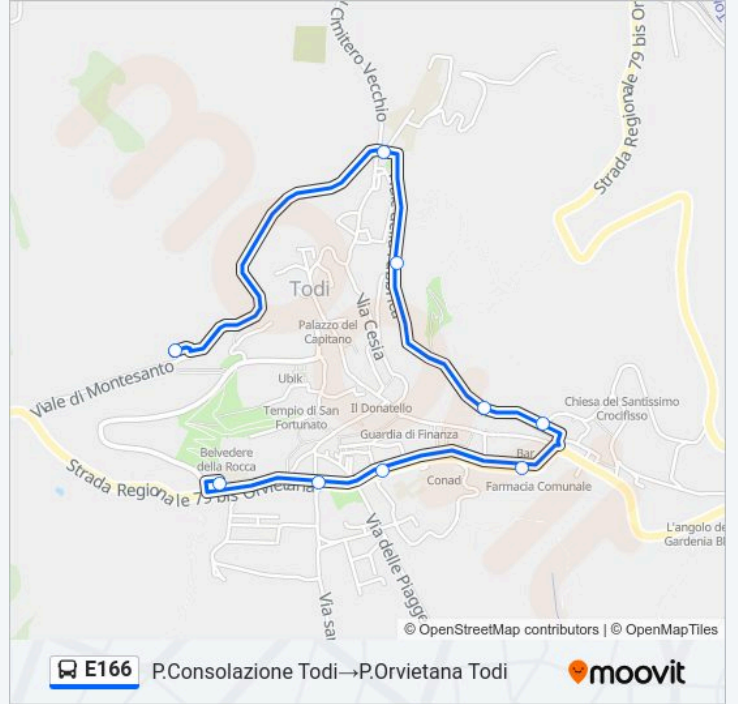 Cimitero Vecchio
Strada Regionale 79 bis Or
Todi
Via Cesia
Palazzo del
Capitano
Viale di Montesanto
Ublk
Il Donatello
Tempio di San
Fortunato
Chiesa del Santissimo
Crocifisso
Guardia di Finanza
Bar
Belvedere
della Rocca
Conad
Farmacia Comunale
Strada Regionale 79 bis Orvietana
L'angolo de
Gardenia Bl
Via delle Piagge
Via sa
© OpenStreetMap contributors | © OpenMapTiles
E166
P.Consolazione Todi→P.Orvietana Todi
moovit